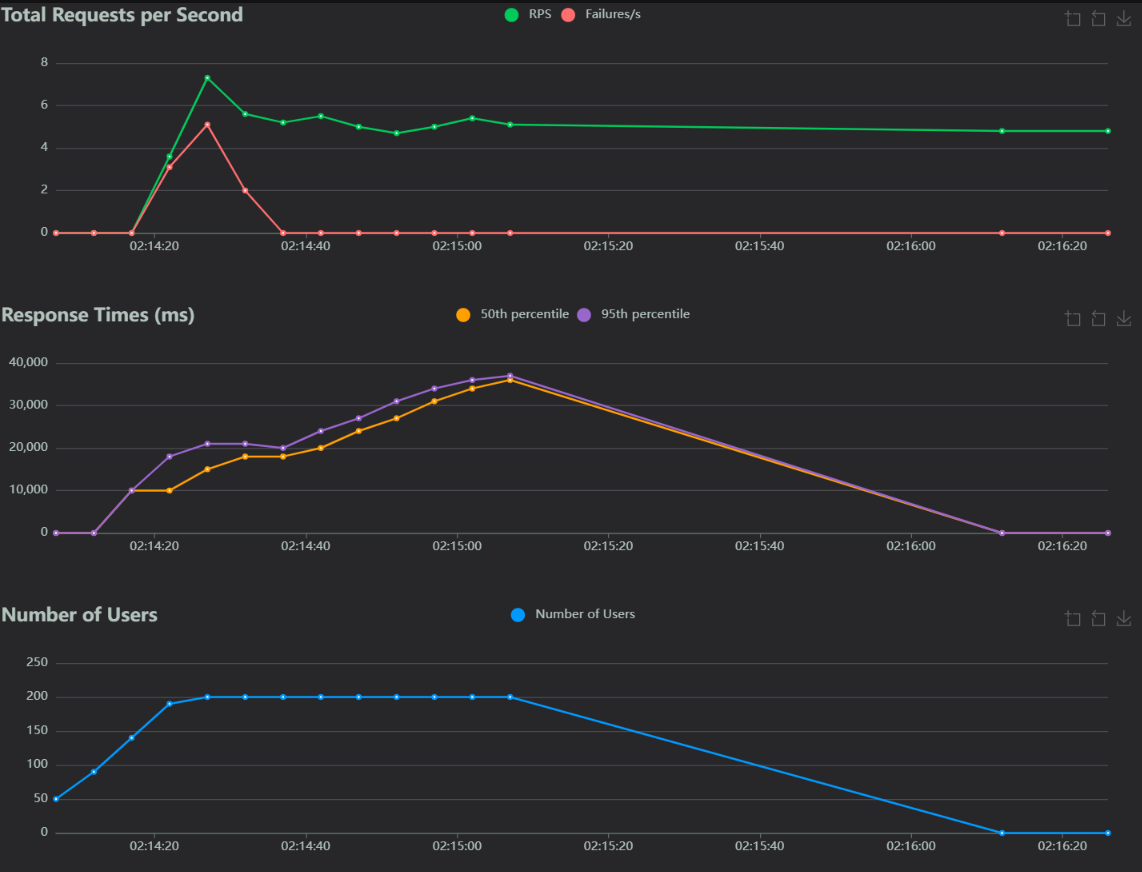 Total Requests per Second
RPS Failures/s
8
6
4
2
0
02:14:20 02:14:40 02:15:00 02:15:20 02:15:40 02:16:00 02:16:20
Response Times (ms)
50th percentile 95th percentile
40,000
30,000
20,000
10,000
0
02:14:20 02:14:40 02:15:00 02:15:20 02:15:40 02:16:00 02:16:20
Number of Users
Number of Users
250
200
150
100
50
0
02:14:20 02:14:40 02:15:00 02:15:20 02:15:40 02:16:00 02:16:20